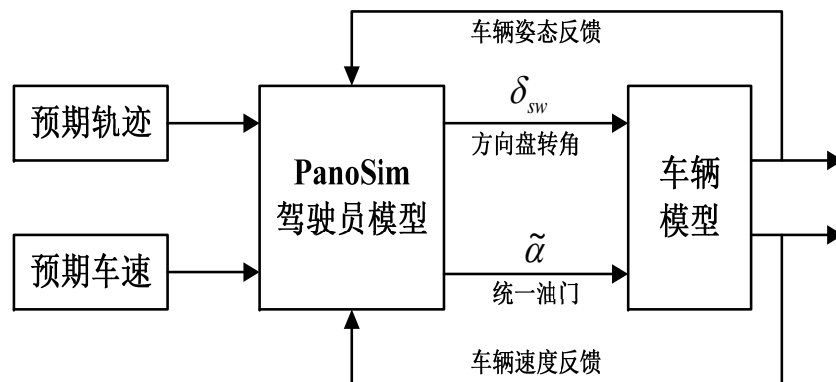 车辆姿态反馈
预期轨迹
δsw
方向盘转角
PanoSim
驾驶员模型
车辆
模型
预期车速
α̃
统一油门
车辆速度反馈